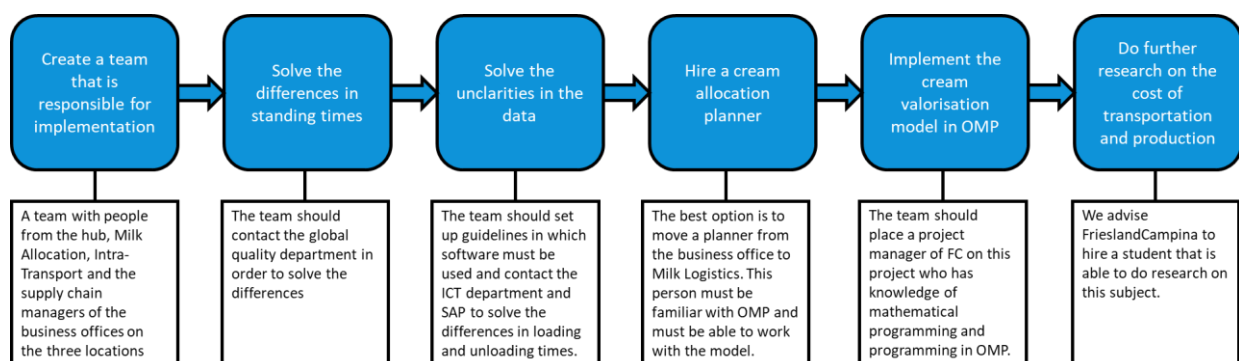 Create a team
that is
responsible for
implementation
Solve the
differences in
standing times
Solve the
unclarities in the
data
Hire a cream
allocation
planner
Implement the
cream
valorisation
model in OMP
Do further
research on the
cost of
transportation
and production
A team with people
from the hub, Milk
Allocation, Intra-
Transport and the
supply chain
managers of the
business offices on
the three locations
The team should
contact the global
quality department in
order to solve the
differences
The team should set
up guidelines in which
software must be
used and contact the
ICT department and
SAP to solve the
differences in loading
and unloading times.
The best option is to
move a planner from
the business office to
Milk Logistics. This
person must be
familiar with OMP and
must be able to work
with the model.
The team should
place a project
manager of FC on this
project who has
knowledge of
mathematical
programming and
programming in OMP.
We advise
FrieslandCampina to
hire a student that is
able to do research on
this subject.